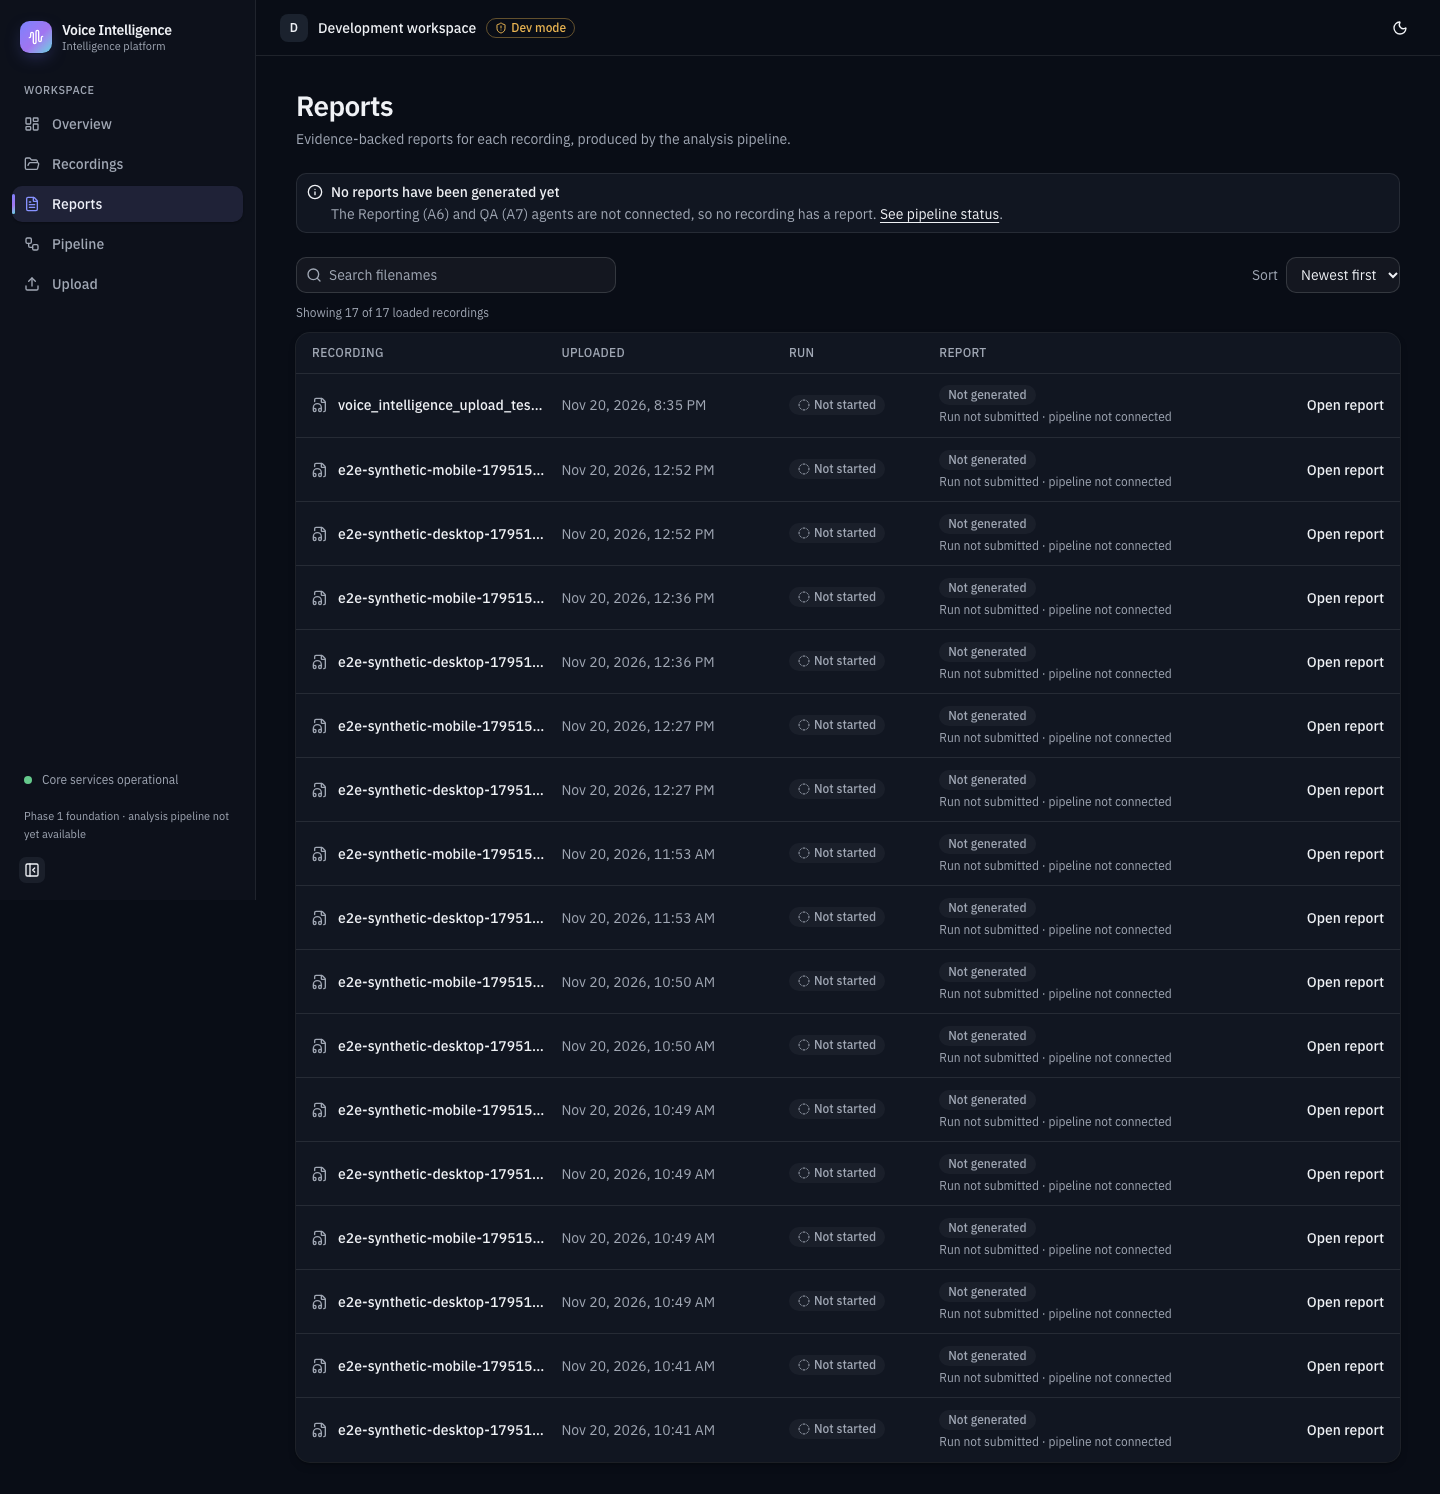 Voice Intelligence
Intelligence platform
WORKSPACE
Overview
Recordings
Reports
Pipeline
Upload
Core services operational
Phase 1 foundation · analysis pipeline not
yet available
D Development workspace Dev mode
Reports
Evidence-backed reports for each recording, produced by the analysis pipeline.
No reports have been generated yet
The Reporting (A6) and QA (A7) agents are not connected, so no recording has a report. See pipeline status.
Search filenames Sort Newest first
Showing 17 of 17 loaded recordings
RECORDING UPLOADED RUN REPORT
voice_intelligence_upload_tes... Nov 20, 2026, 8:35 PM Not started Not generated Open report
Run not submitted · pipeline not connected
e2e-synthetic-mobile-179515... Nov 20, 2026, 12:52 PM Not started Not generated Open report
Run not submitted · pipeline not connected
e2e-synthetic-desktop-17951... Nov 20, 2026, 12:52 PM Not started Not generated Open report
Run not submitted · pipeline not connected
e2e-synthetic-mobile-179515... Nov 20, 2026, 12:36 PM Not started Not generated Open report
Run not submitted · pipeline not connected
e2e-synthetic-desktop-17951... Nov 20, 2026, 12:36 PM Not started Not generated Open report
Run not submitted · pipeline not connected
e2e-synthetic-mobile-179515... Nov 20, 2026, 12:27 PM Not started Not generated Open report
Run not submitted · pipeline not connected
e2e-synthetic-desktop-17951... Nov 20, 2026, 12:27 PM Not started Not generated Open report
Run not submitted · pipeline not connected
e2e-synthetic-mobile-179515... Nov 20, 2026, 11:53 AM Not started Not generated Open report
Run not submitted · pipeline not connected
e2e-synthetic-desktop-17951... Nov 20, 2026, 11:53 AM Not started Not generated Open report
Run not submitted · pipeline not connected
e2e-synthetic-mobile-179515... Nov 20, 2026, 10:50 AM Not started Not generated Open report
Run not submitted · pipeline not connected
e2e-synthetic-desktop-17951... Nov 20, 2026, 10:50 AM Not started Not generated Open report
Run not submitted · pipeline not connected
e2e-synthetic-mobile-179515... Nov 20, 2026, 10:49 AM Not started Not generated Open report
Run not submitted · pipeline not connected
e2e-synthetic-desktop-17951... Nov 20, 2026, 10:49 AM Not started Not generated Open report
Run not submitted · pipeline not connected
e2e-synthetic-mobile-179515... Nov 20, 2026, 10:49 AM Not started Not generated Open report
Run not submitted · pipeline not connected
e2e-synthetic-desktop-17951... Nov 20, 2026, 10:49 AM Not started Not generated Open report
Run not submitted · pipeline not connected
e2e-synthetic-mobile-179515... Nov 20, 2026, 10:41 AM Not started Not generated Open report
Run not submitted · pipeline not connected
e2e-synthetic-desktop-17951... Nov 20, 2026, 10:41 AM Not started Not generated Open report
Run not submitted · pipeline not connected